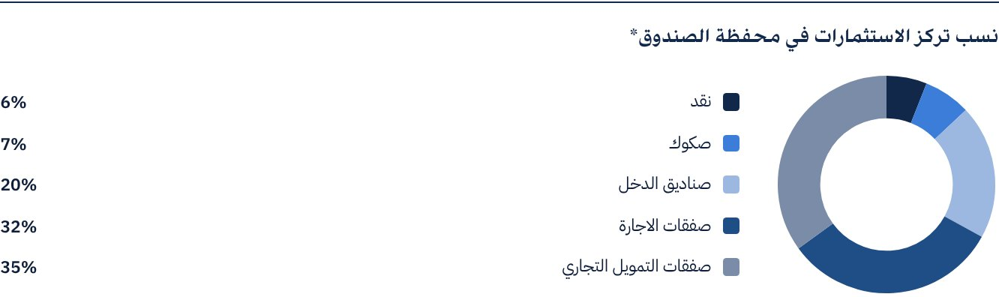 نسب تركز الاستثمارات في محفظة الصندوق*
نقد 6%
صكوك 7%
صناديق الدخل 20%
صفقات الاجارة 32%
صفقات التمويل التجاري 35%